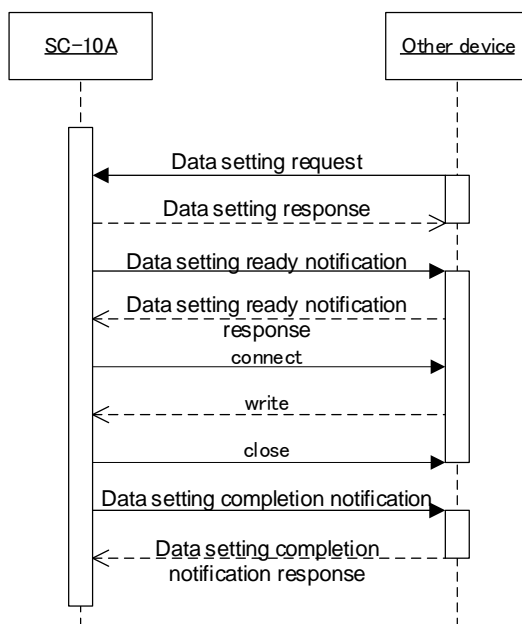 SC-10A
Other device
Data setting request
Data setting response
Data setting ready notification
Data setting ready notification
response
connect
write
close
Data setting completion notification
Data setting completion
notification response